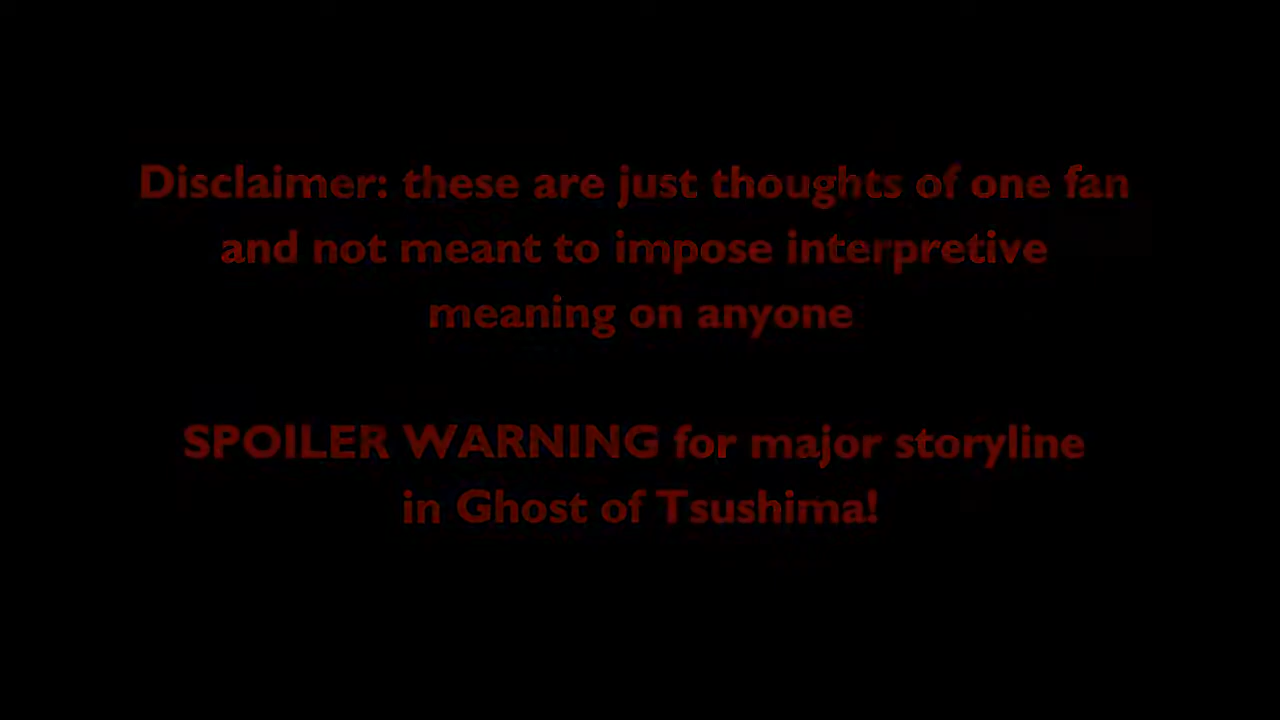 Disclaimer: these are just thoughts of one fan
and not meant to impose interpretive
meaning on anyone
SPOILER WARNING for major storyline
in Ghost of Tsushima!